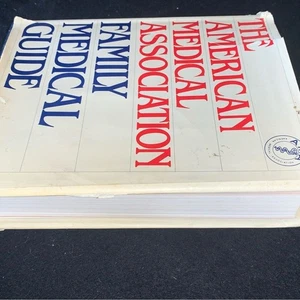 THE
AMERICAN
MEDICAL
ASSOCIATION
FAMILY
MEDICAL
GUIDE